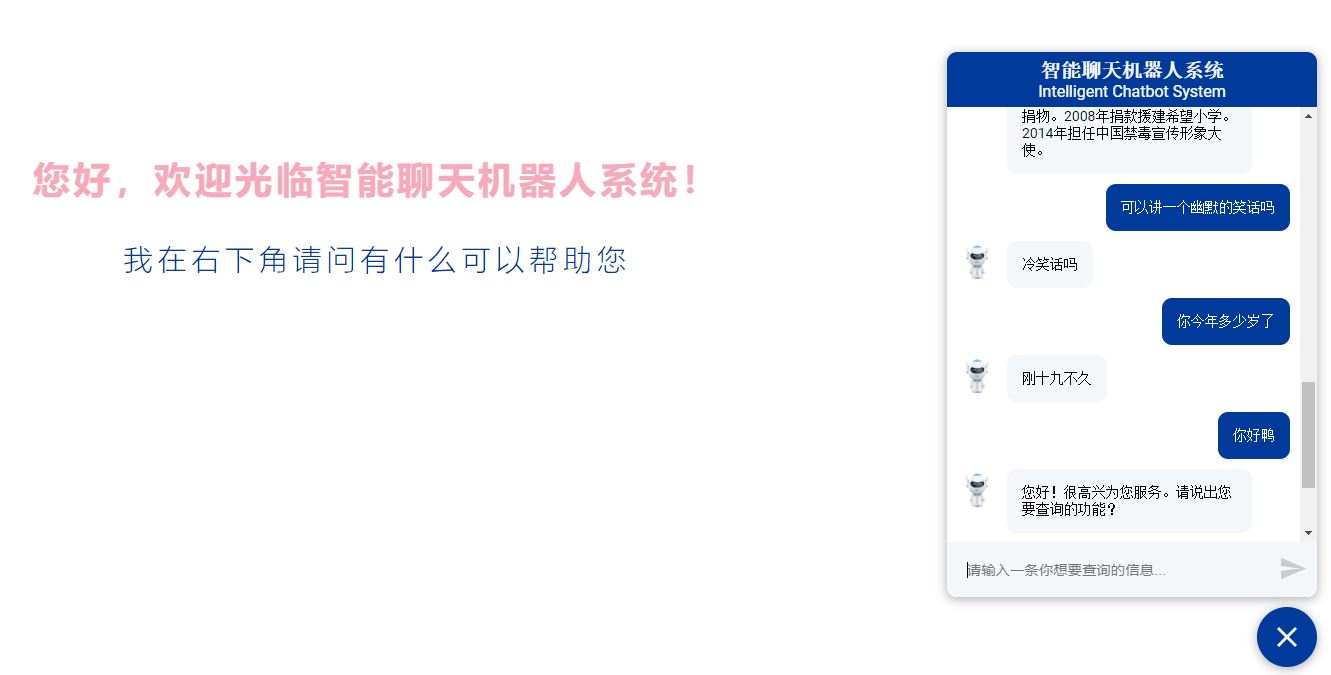 您好，欢迎光临智能聊天机器人系统！
我在右下角请问有什么可以帮助您
智能聊天机器人系统
Intelligent Chatbot System
捐物。2008年捐款援建希望小学。
2014年担任中国禁毒宣传形象大
使。
可以讲一个幽默的笑话吗
冷笑话吗
你今年多少岁了
刚十九不久
你好鸭
您好！很高兴为您服务。请说出您
要查询的功能？
请输入一条你想要查询的信息...